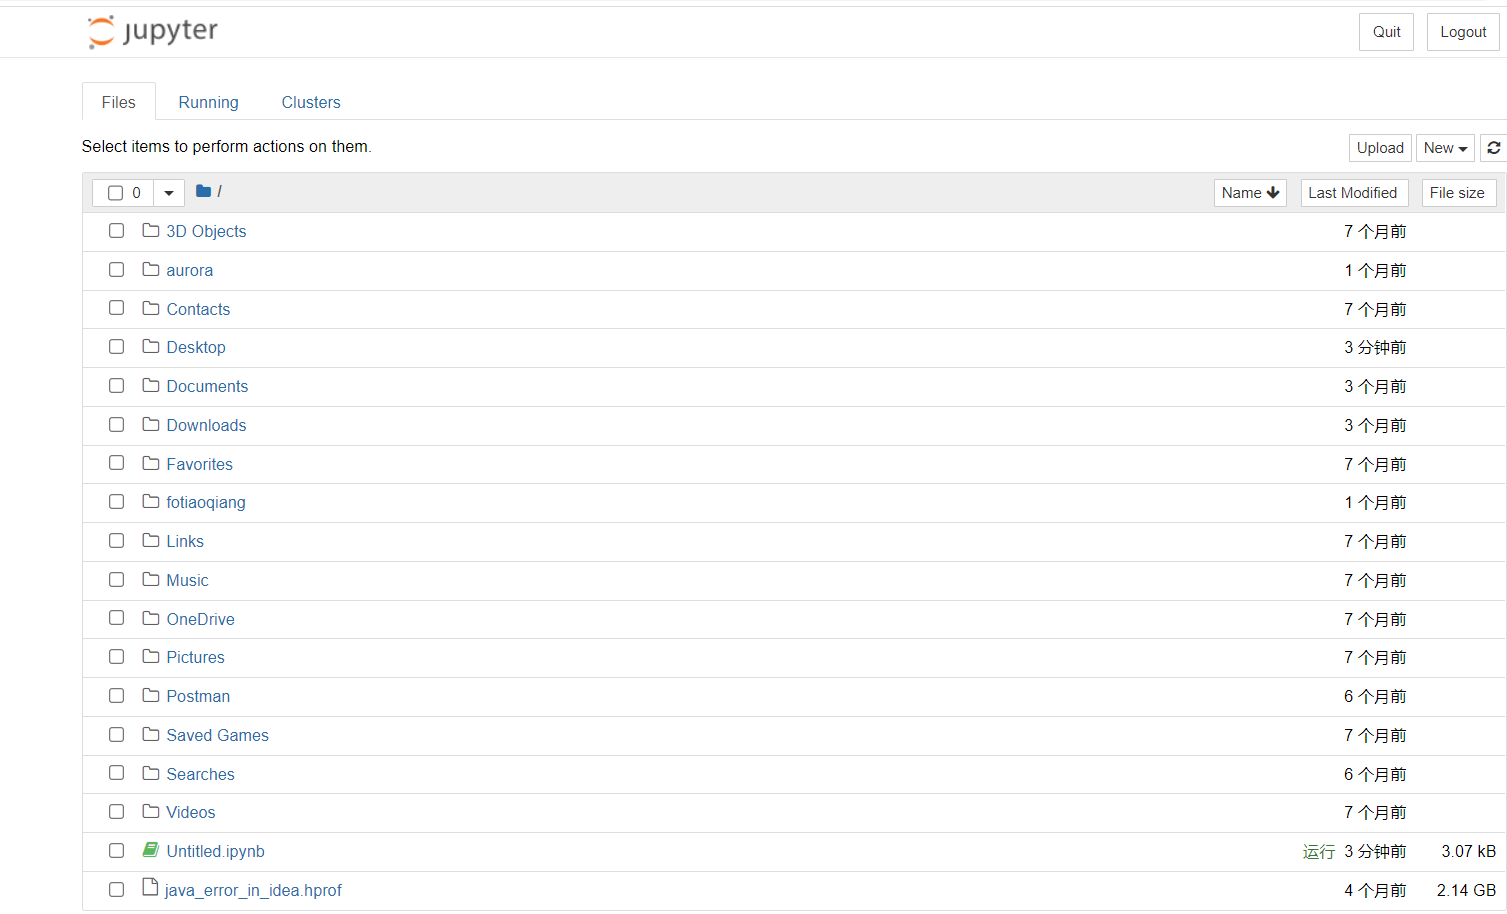 jupyter
Quit Logout
Files Running Clusters
Select items to perform actions on them.
Upload New
0 / Name Last Modified File size
3D Objects 7 个月前
aurora 1 个月前
Contacts 7 个月前
Desktop 3 分钟前
Documents 3 个月前
Downloads 3 个月前
Favorites 7 个月前
fotiaoqiang 1 个月前
Links 7 个月前
Music 7 个月前
OneDrive 7 个月前
Pictures 7 个月前
Postman 6 个月前
Saved Games 7 个月前
Searches 6 个月前
Videos 7 个月前
Untitled.ipynb 运行 3 分钟前 3.07 kB
java_error_in_idea.hprof 4 个月前 2.14 GB